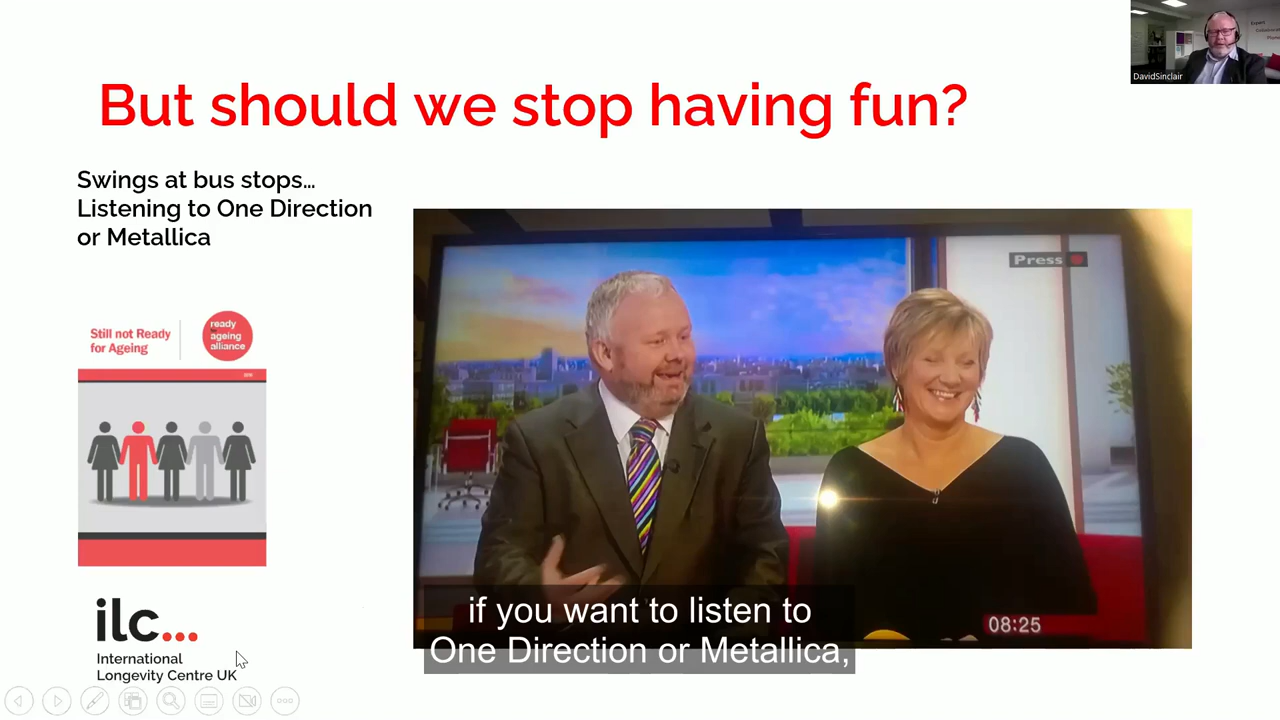 DavidSinclair
But should we stop having fun?
Swings at bus stops...
Listening to One Direction
or Metallica
Press
Still not Ready
for Ageing
ready
ageing
alliance
if you want to listen to
One Direction or Metallica,
08:25
ilc...
International
Longevity Centre UK